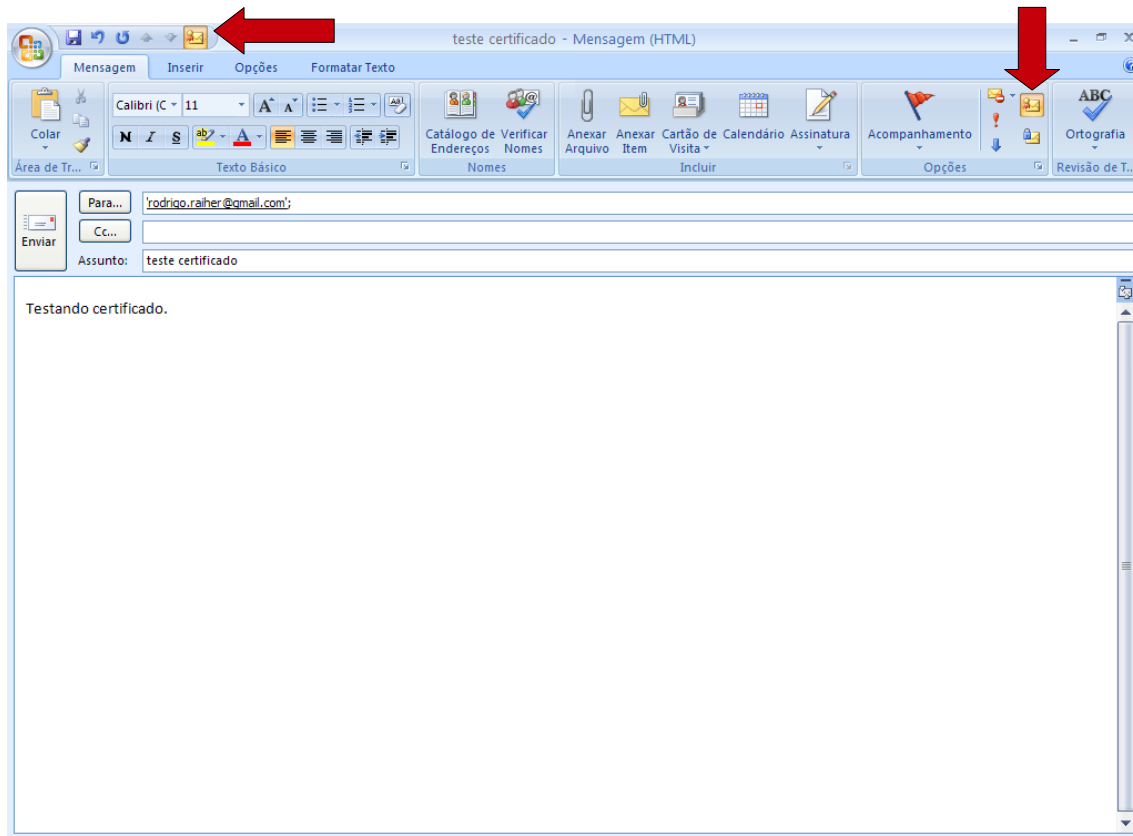 teste certificado - Mensagem (HTML)
Mensagem Inserir Opções Formatar Texto
Calibri (C 11
ABC
Colar
N I S ab A
Catálogo de Endereços
Verificar Nomes
Anexar Arquivo
Anexar Item
Cartão de Visita
Calendário
Assinatura
Acompanhamento
Ortografia
Área de Tr...
Texto Básico
Nomes
Incluir
Opções
Revisão de T...
Enviar
Para... 'rodrigo.raiher@gmail.com';
Cc...
Assunto: teste certificado
Testando certificado.